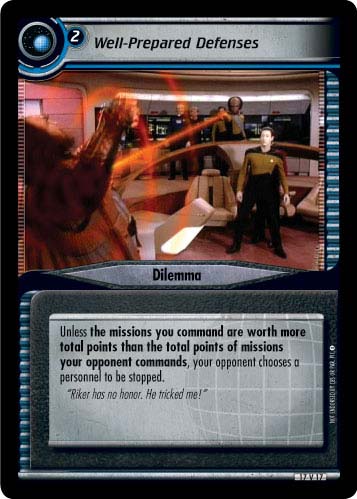 2
Well-Prepared Defenses
Dilemma
Unless the missions you command are worth more
total points than the total points of missions
your opponent commands, your opponent chooses a
personnel to be stopped.
"Riker has no honor. He tricked me!"
17 V 17